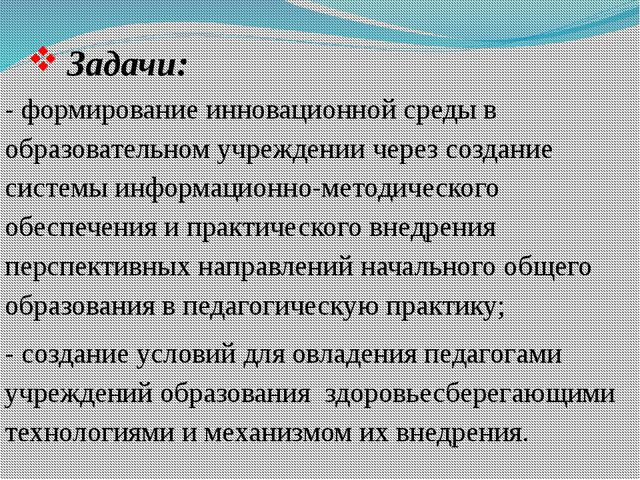 ❖ Задачи:
- формирование инновационной среды в
образовательном учреждении через создание
системы информационно-методического
обеспечения и практического внедрения
перспективных направлений начального общего
образования в педагогическую практику;
- создание условий для овладения педагогами
учреждений образования здоровьесберегающими
технологиями и механизмом их внедрения.